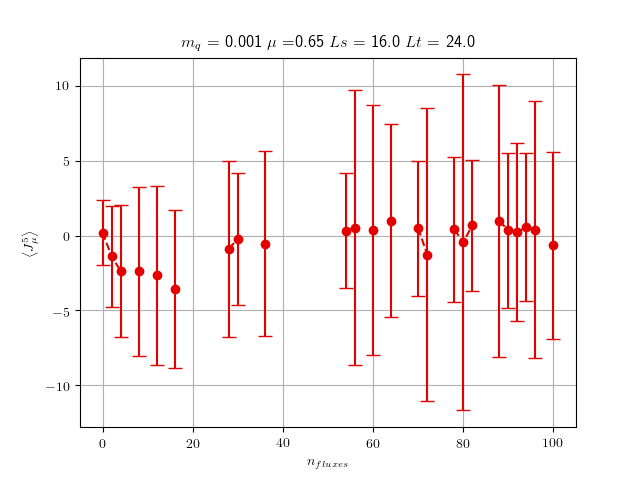 $m_q$ = 0.001 $\mu$ =0.65 $Ls$ = 16.0 $Lt$ = 24.0
10
5
0
−5
−10
$\langle J^5_\mu \rangle$
0 20 40 60 80 100
$n_{fluxes}$